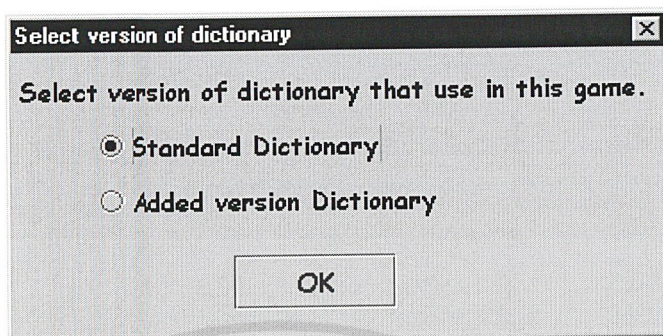 Select version of dictionary
Select version of dictionary that use in this game.
Standard Dictionary
Added version Dictionary
OK